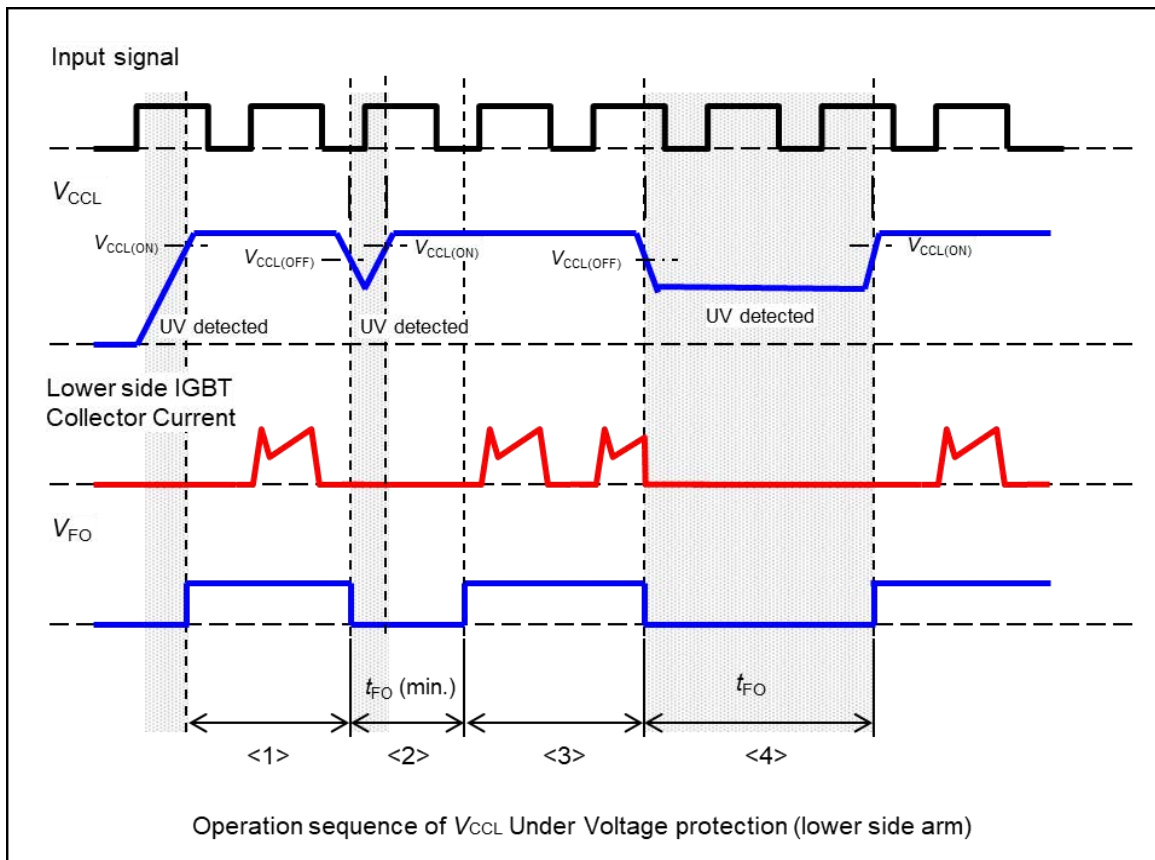 Input signal
VCCL
VCCL(ON)
VCCL(OFF)
VCCL(ON)
VCCL(OFF)
VCCL(ON)
UV detected
UV detected
UV detected
Lower side IGBT
Collector Current
VFO
tFO (min.)
tFO
<1>
<2>
<3>
<4>
Operation sequence of VCCL Under Voltage protection (lower side arm)